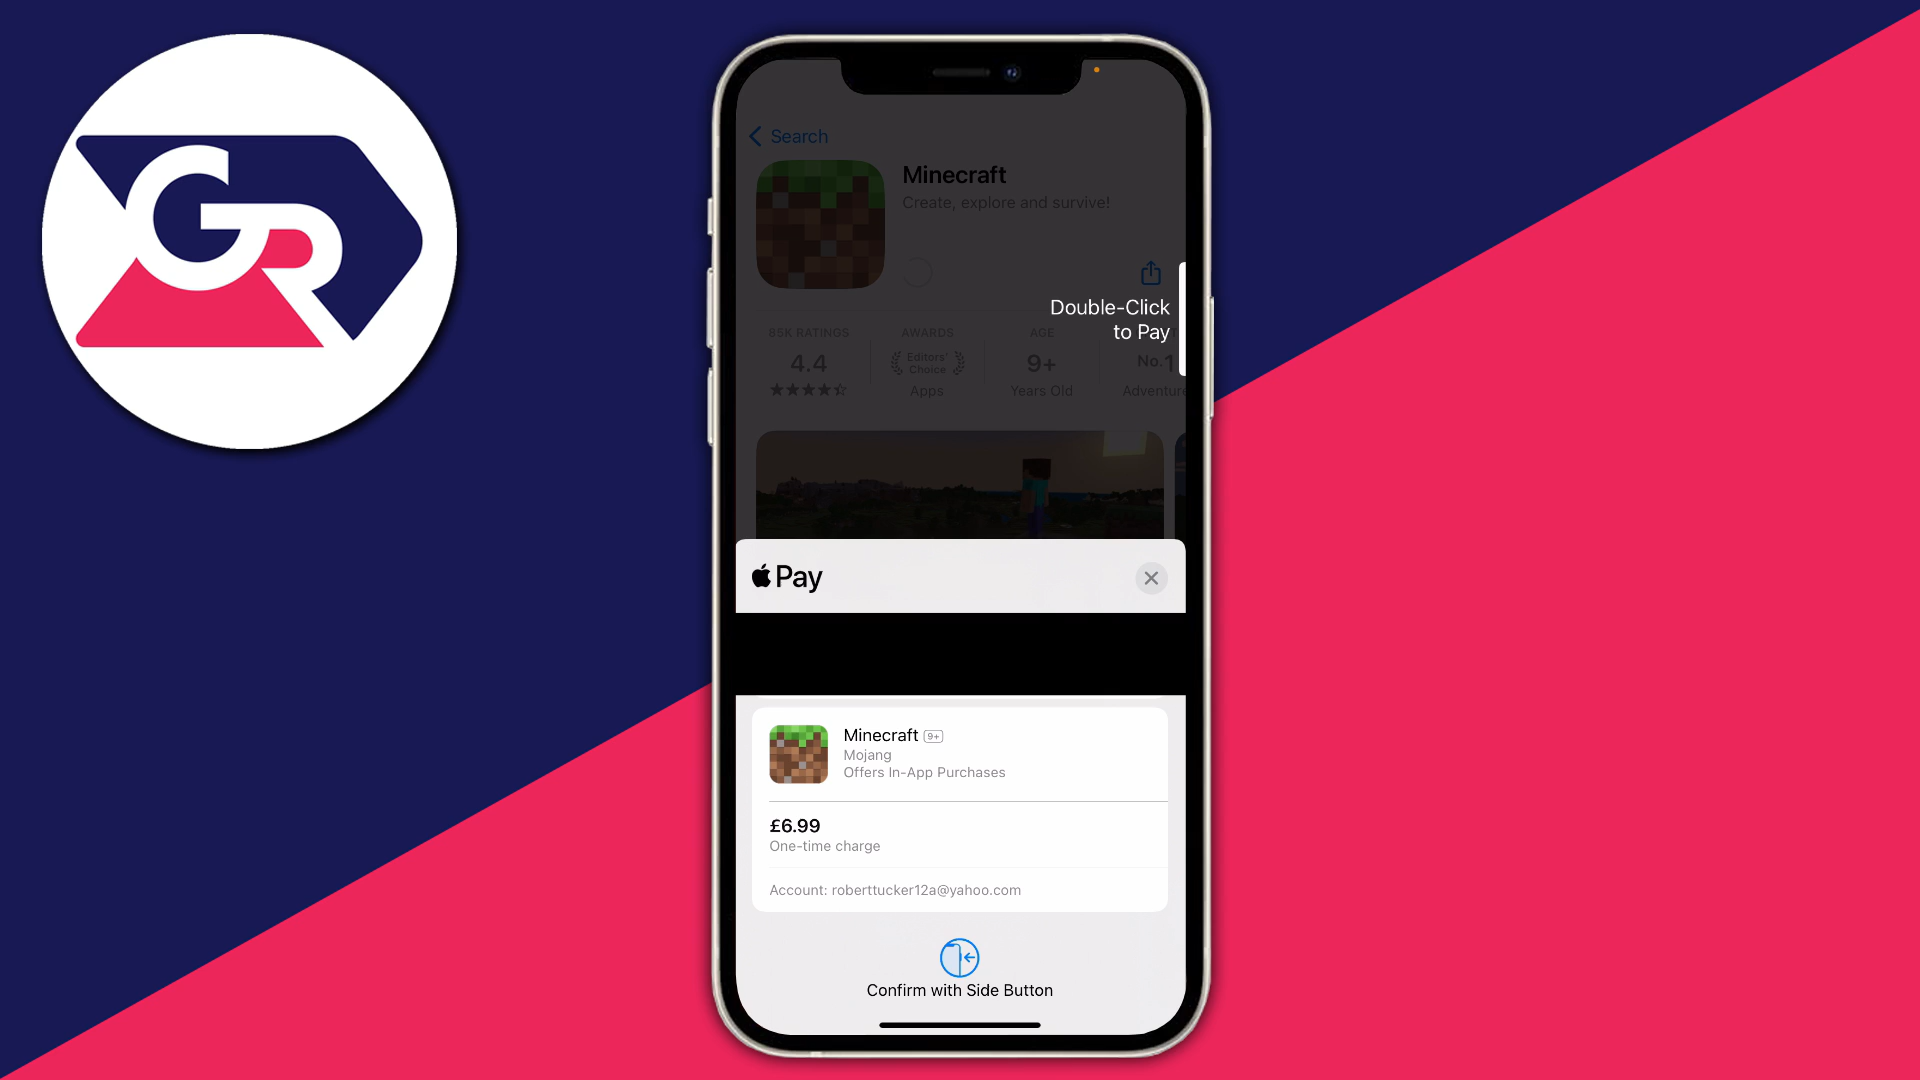 GR
Search
Minecraft
Create, explore and survive!
Double-Click
to Pay
85K RATINGS
4.4
AWARDS
Editors'
Choice
Apps
AGE
9+
Years Old
No.1
Adventure
Pay
Minecraft 9+
Mojang
Offers In-App Purchases
£6.99
One-time charge
Account: roberttucker12a@yahoo.com
Confirm with Side Button